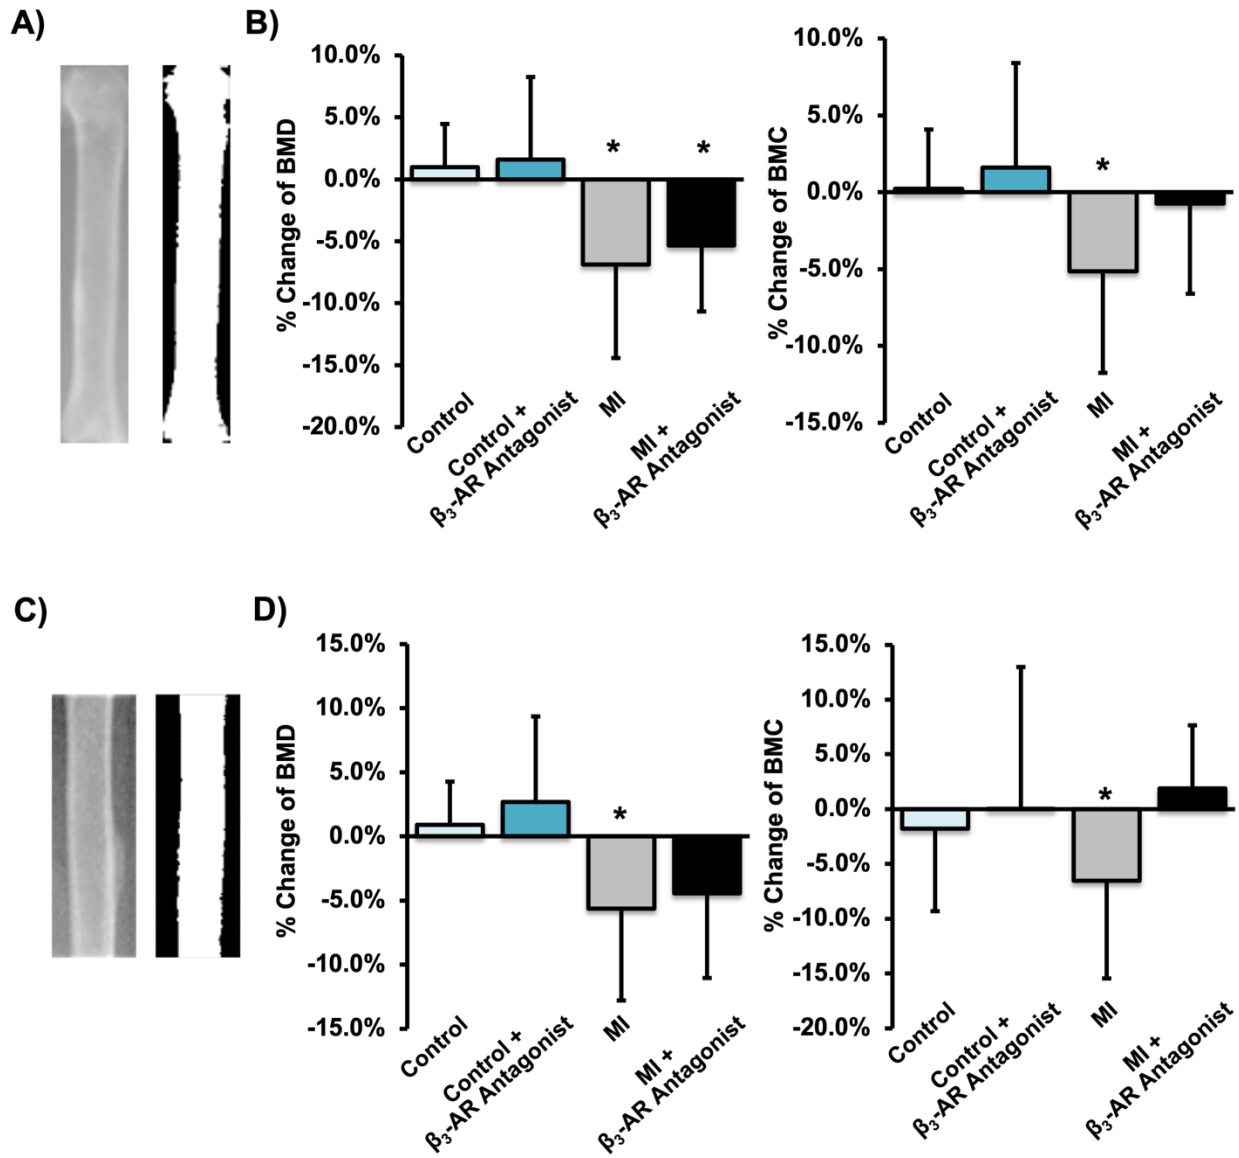 A)
B)
% Change of BMD
10.0%
5.0%
0.0%
-5.0%
-10.0%
-15.0%
-20.0%
*
*
Control
Control +
β₃-AR Antagonist
MI
MI +
β₃-AR Antagonist
% Change of BMC
10.0%
5.0%
0.0%
-5.0%
-10.0%
-15.0%
*
Control
Control +
β₃-AR Antagonist
MI
MI +
β₃-AR Antagonist
C)
D)
% Change of BMD
15.0%
10.0%
5.0%
0.0%
-5.0%
-10.0%
-15.0%
*
Control
Control +
β₃-AR Antagonist
MI
MI +
β₃-AR Antagonist
% Change of BMC
15.0%
10.0%
5.0%
0.0%
-5.0%
-10.0%
-15.0%
-20.0%
*
Control
Control +
β₃-AR Antagonist
MI
MI +
β₃-AR Antagonist